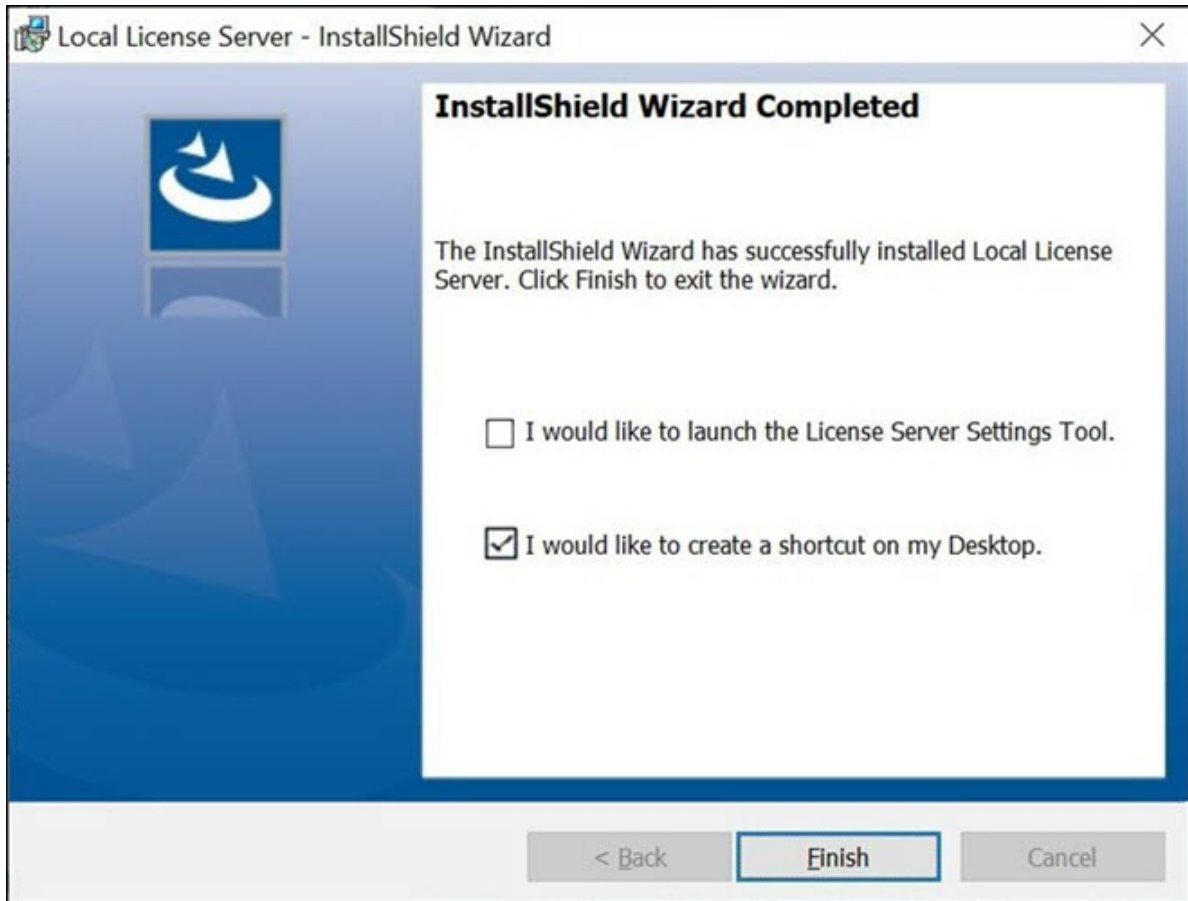 Local License Server - InstallShield Wizard
InstallShield Wizard Completed
The InstallShield Wizard has successfully installed Local License
Server. Click Finish to exit the wizard.
I would like to launch the License Server Settings Tool.
I would like to create a shortcut on my Desktop.
< Back
Finish
Cancel